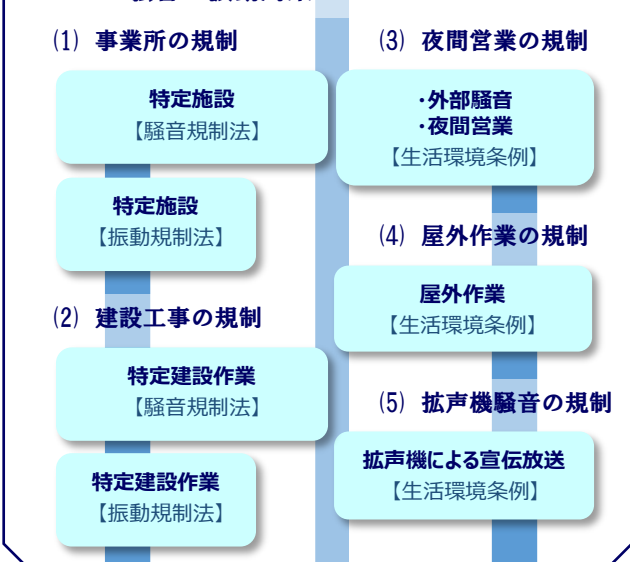 (1) 事業所の規制
特定施設
【騒音規制法】
特定施設
【振動規制法】
(2) 建設工事の規制
特定建設作業
【騒音規制法】
特定建設作業
【振動規制法】
(3) 夜間営業の規制
・外部騒音
・夜間営業
【生活環境条例】
(4) 屋外作業の規制
屋外作業
【生活環境条例】
(5) 拡声機騒音の規制
拡声機による宣伝放送
【生活環境条例】